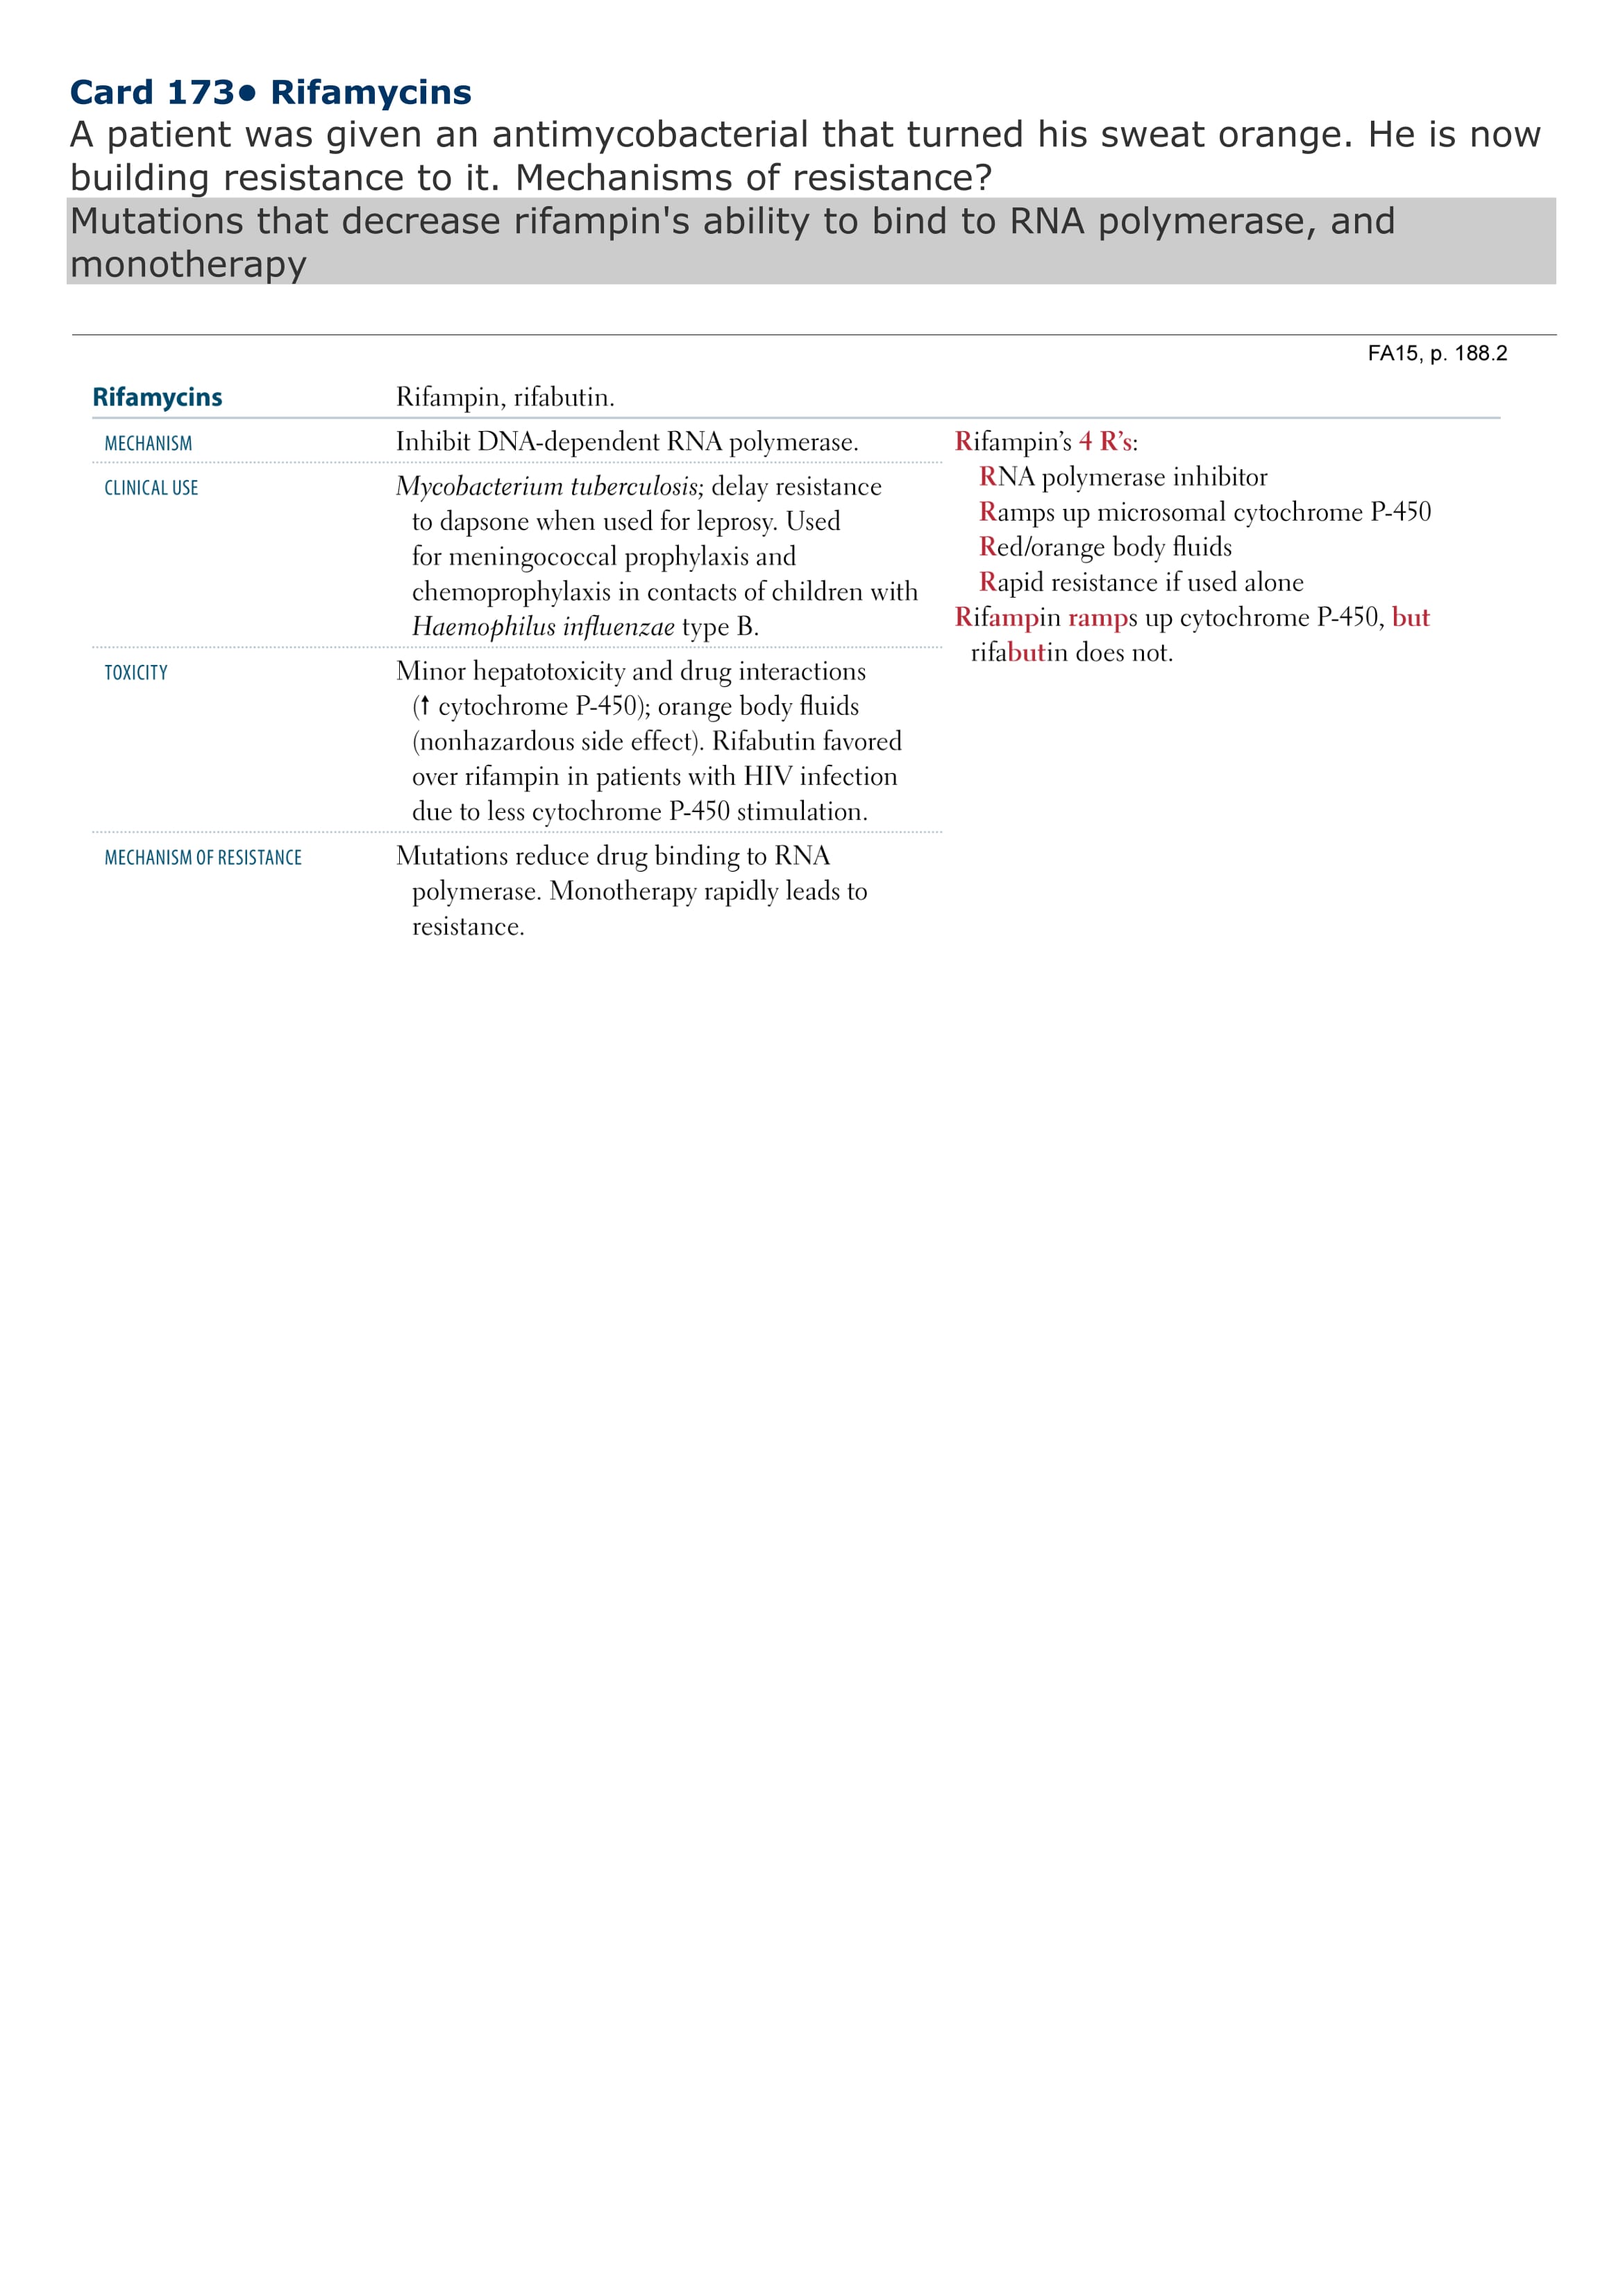 Card 173● Rifamycins
A patient was given an antimycobacterial that turned his sweat orange. He is now
building resistance to it. Mechanisms of resistance?
Mutations that decrease rifampin's ability to bind to RNA polymerase, and
monotherapy
FA15, p. 188.2
Rifamycins Rifampin, rifabutin.
MECHANISM Inhibit DNA-dependent RNA polymerase.
CLINICAL USE Mycobacterium tuberculosis; delay resistance
to dapsone when used for leprosy. Used
for meningococcal prophylaxis and
chemoprophylaxis in contacts of children with
Haemophilus influenzae type B.
TOXICITY Minor hepatotoxicity and drug interactions
(↑ cytochrome P-450); orange body fluids
(nonhazardous side effect). Rifabutin favored
over rifampin in patients with HIV infection
due to less cytochrome P-450 stimulation.
MECHANISM OF RESISTANCE Mutations reduce drug binding to RNA
polymerase. Monotherapy rapidly leads to
resistance.
Rifampin’s 4 R’s:
RNA polymerase inhibitor
Ramps up microsomal cytochrome P-450
Red/orange body fluids
Rapid resistance if used alone
Rifampin ramps up cytochrome P-450, but
rifabutin does not.